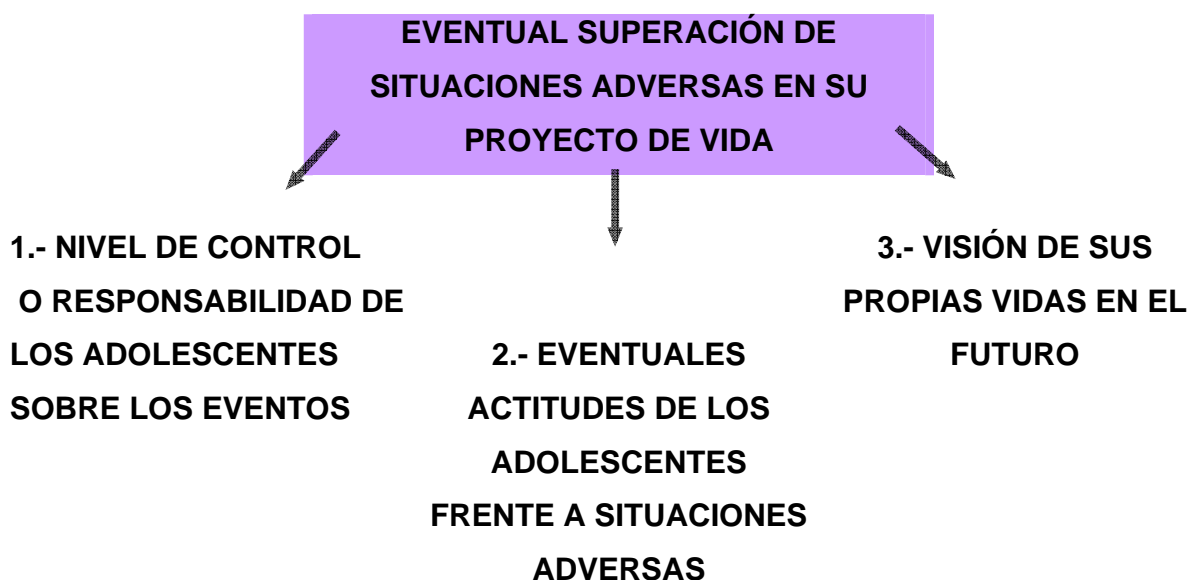 EVENTUAL SUPERACIÓN DE
SITUACIONES ADVERSAS EN SU
PROYECTO DE VIDA
1.- NIVEL DE CONTROL
O RESPONSABILIDAD DE
LOS ADOLESCENTES
SOBRE LOS EVENTOS
2.- EVENTUALES
ACTITUDES DE LOS
ADOLESCENTES
FRENTE A SITUACIONES
ADVERSAS
3.- VISIÓN DE SUS
PROPIAS VIDAS EN EL
FUTURO